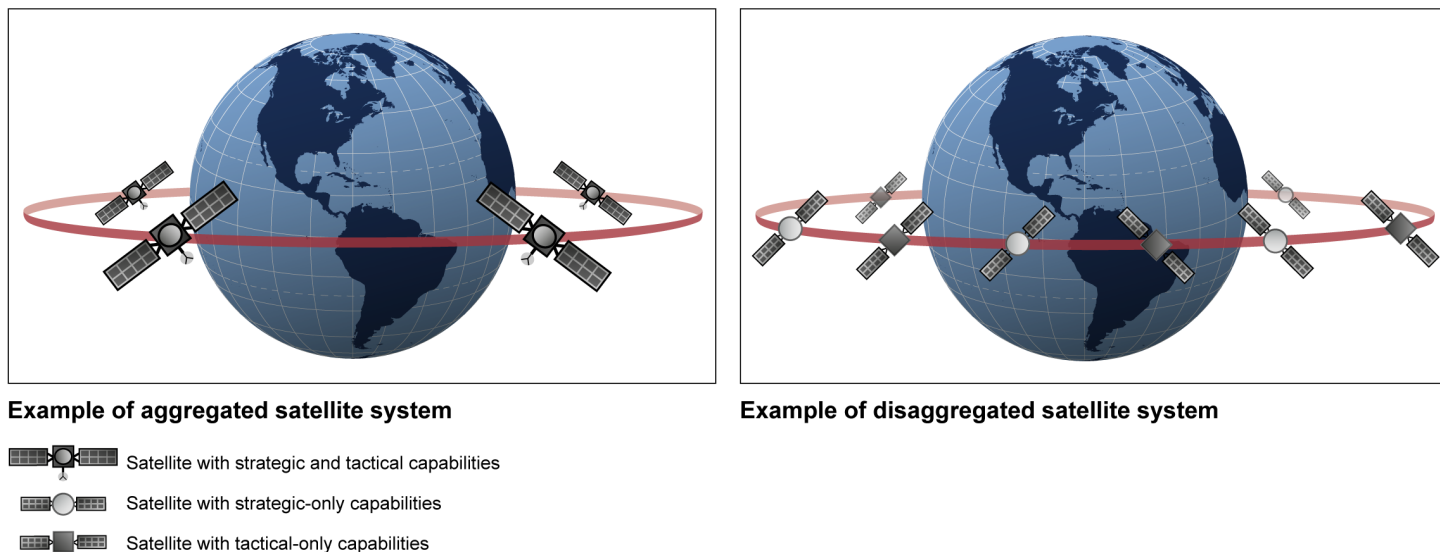 Example of aggregated satellite system
Example of disaggregated satellite system
Satellite with strategic and tactical capabilities
Satellite with strategic-only capabilities
Satellite with tactical-only capabilities